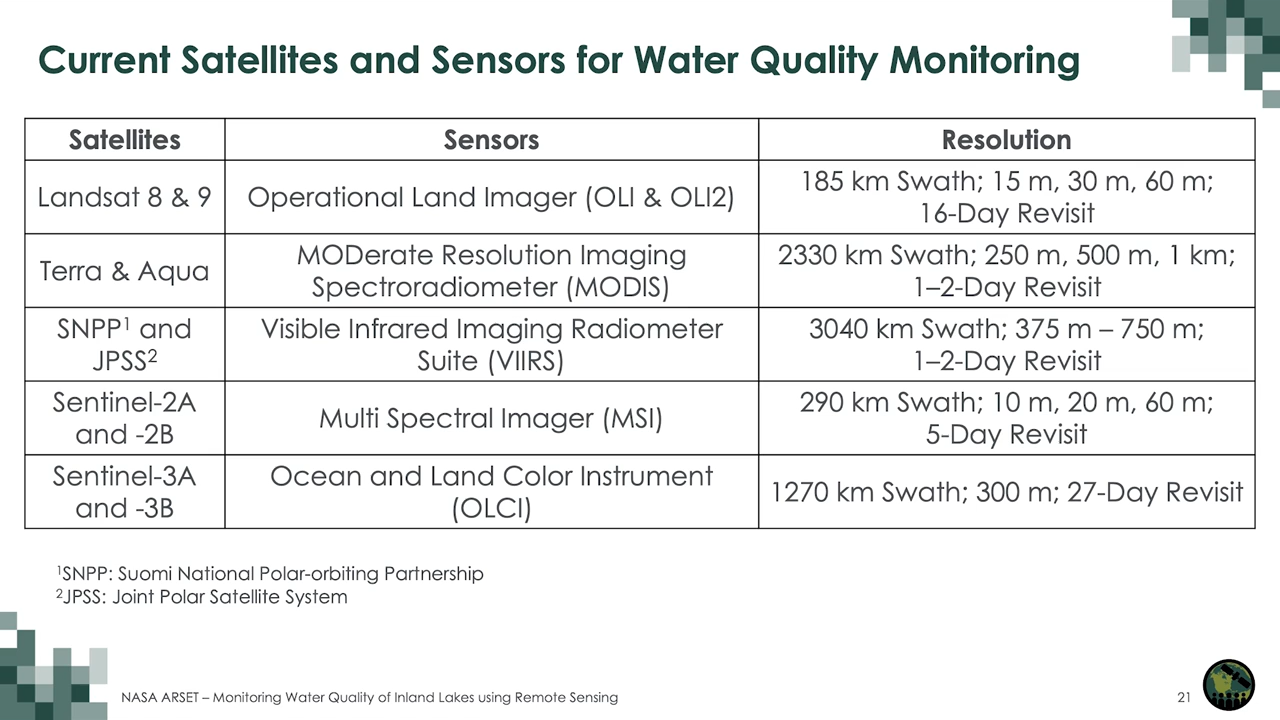 Current Satellites and Sensors for Water Quality Monitoring
Satellites
Sensors
Resolution
Landsat 8 & 9
Operational Land Imager (OLI & OLI2)
185 km Swath; 15 m, 30 m, 60 m;
16-Day Revisit
Terra & Aqua
MODerate Resolution Imaging
Spectroradiometer (MODIS)
2330 km Swath; 250 m, 500 m, 1 km;
1–2-Day Revisit
SNPP¹ and
JPSS²
Visible Infrared Imaging Radiometer
Suite (VIIRS)
3040 km Swath; 375 m – 750 m;
1–2-Day Revisit
Sentinel-2A
and -2B
Multi Spectral Imager (MSI)
290 km Swath; 10 m, 20 m, 60 m;
5-Day Revisit
Sentinel-3A
and -3B
Ocean and Land Color Instrument
(OLCI)
1270 km Swath; 300 m; 27-Day Revisit
¹SNPP: Suomi National Polar-orbiting Partnership
²JPSS: Joint Polar Satellite System
NASA ARSET – Monitoring Water Quality of Inland Lakes using Remote Sensing
21